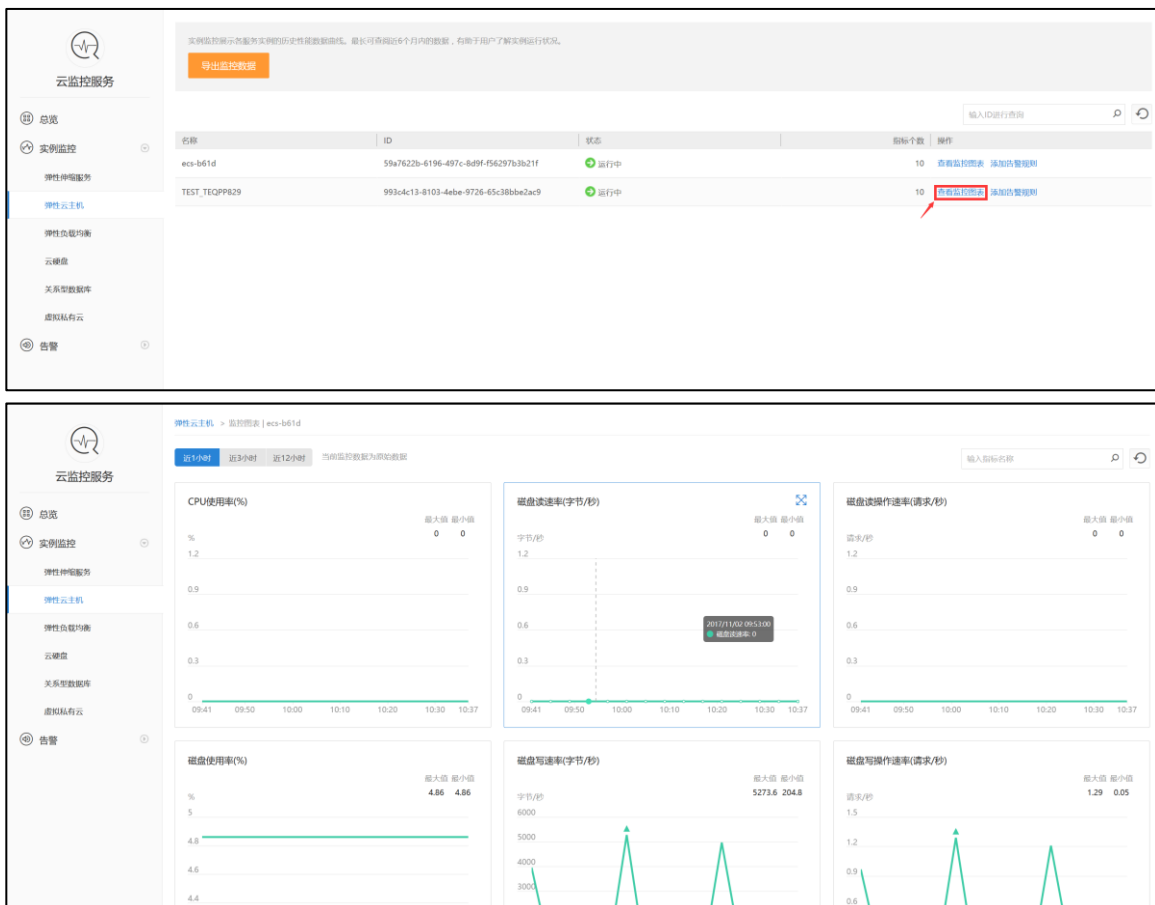 云监控服务
总览
实例监控
弹性伸缩服务
弹性云主机
弹性负载均衡
云硬盘
关系型数据库
虚拟私有云
告警
实例监控展示各服务实例的历史性能数据曲线。最长可查阅近6个月内的数据，有助于用户了解实例运行状况。
导出监控数据
输入ID进行查询
名称 ID 状态 指标个数 操作
ecs-b61d 59a7622b-6196-497c-8d9f-f56297b3b21f 运行中 10 查看监控图表 添加告警规则
TEST_TEQPP829 993c4c13-8103-4ebe-9726-65c38bbe2ac9 运行中 10 查看监控图表 添加告警规则
云监控服务
总览
实例监控
弹性伸缩服务
弹性云主机
弹性负载均衡
云硬盘
关系型数据库
虚拟私有云
告警
弹性云主机 > 监控图表 | ecs-b61d
近1小时 近3小时 近12小时 当前监控数据为原始数据
输入指标名称
CPU使用率(%)
最大值 最小值
0 0
%
1.2
0.9
0.6
0.3
0
09:41 09:50 10:00 10:10 10:20 10:30 10:37
磁盘读速率(字节/秒)
最大值 最小值
0 0
字节/秒
1.2
0.9
0.6
0.3
0
2017/11/02 09:53:00
磁盘读速率: 0
09:41 09:50 10:00 10:10 10:20 10:30 10:37
磁盘读操作速率(请求/秒)
最大值 最小值
0 0
请求/秒
1.2
0.9
0.6
0.3
0
09:41 09:50 10:00 10:10 10:20 10:30 10:37
磁盘使用率(%)
最大值 最小值
4.86 4.86
%
5
4.8
4.6
4.4
磁盘写速率(字节/秒)
最大值 最小值
5273.6 204.8
字节/秒
6000
5000
4000
3000
磁盘写操作速率(请求/秒)
最大值 最小值
1.29 0.05
请求/秒
1.5
1.2
0.9
0.6